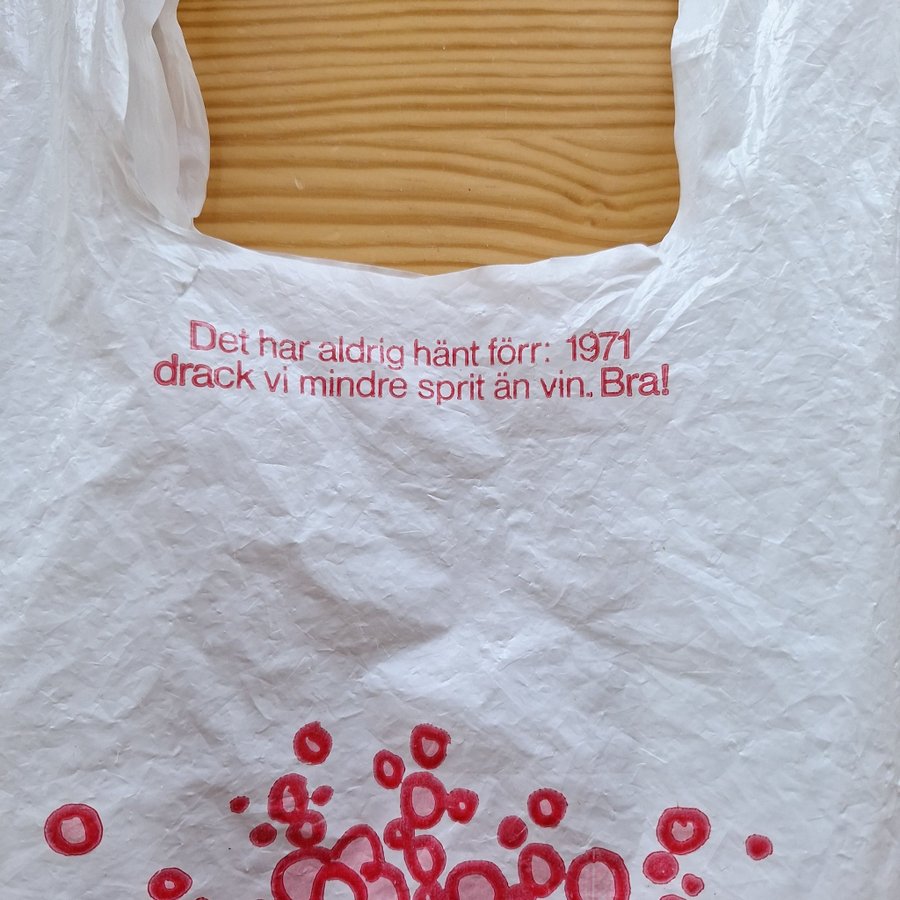 Det har aldrig hänt förr: 1971
drack vi mindre sprit än vin. Bra!